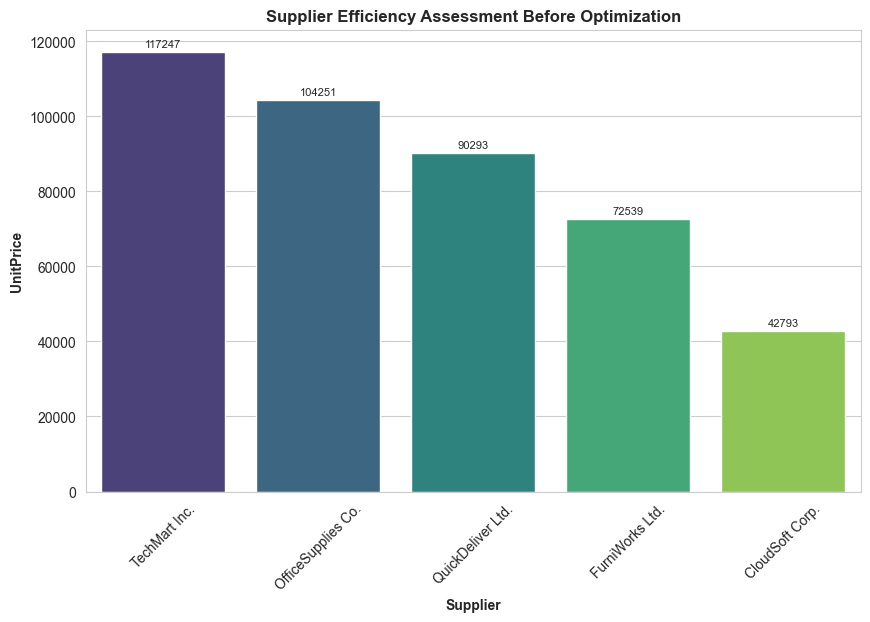 Supplier Efficiency Assessment Before Optimization
120000
100000
80000
60000
40000
20000
0
UnitPrice
117247
104251
90293
72539
42793
TechMart Inc.
OfficeSupplies Co.
QuickDeliver Ltd.
FurniWorks Ltd.
CloudSoft Corp.
Supplier